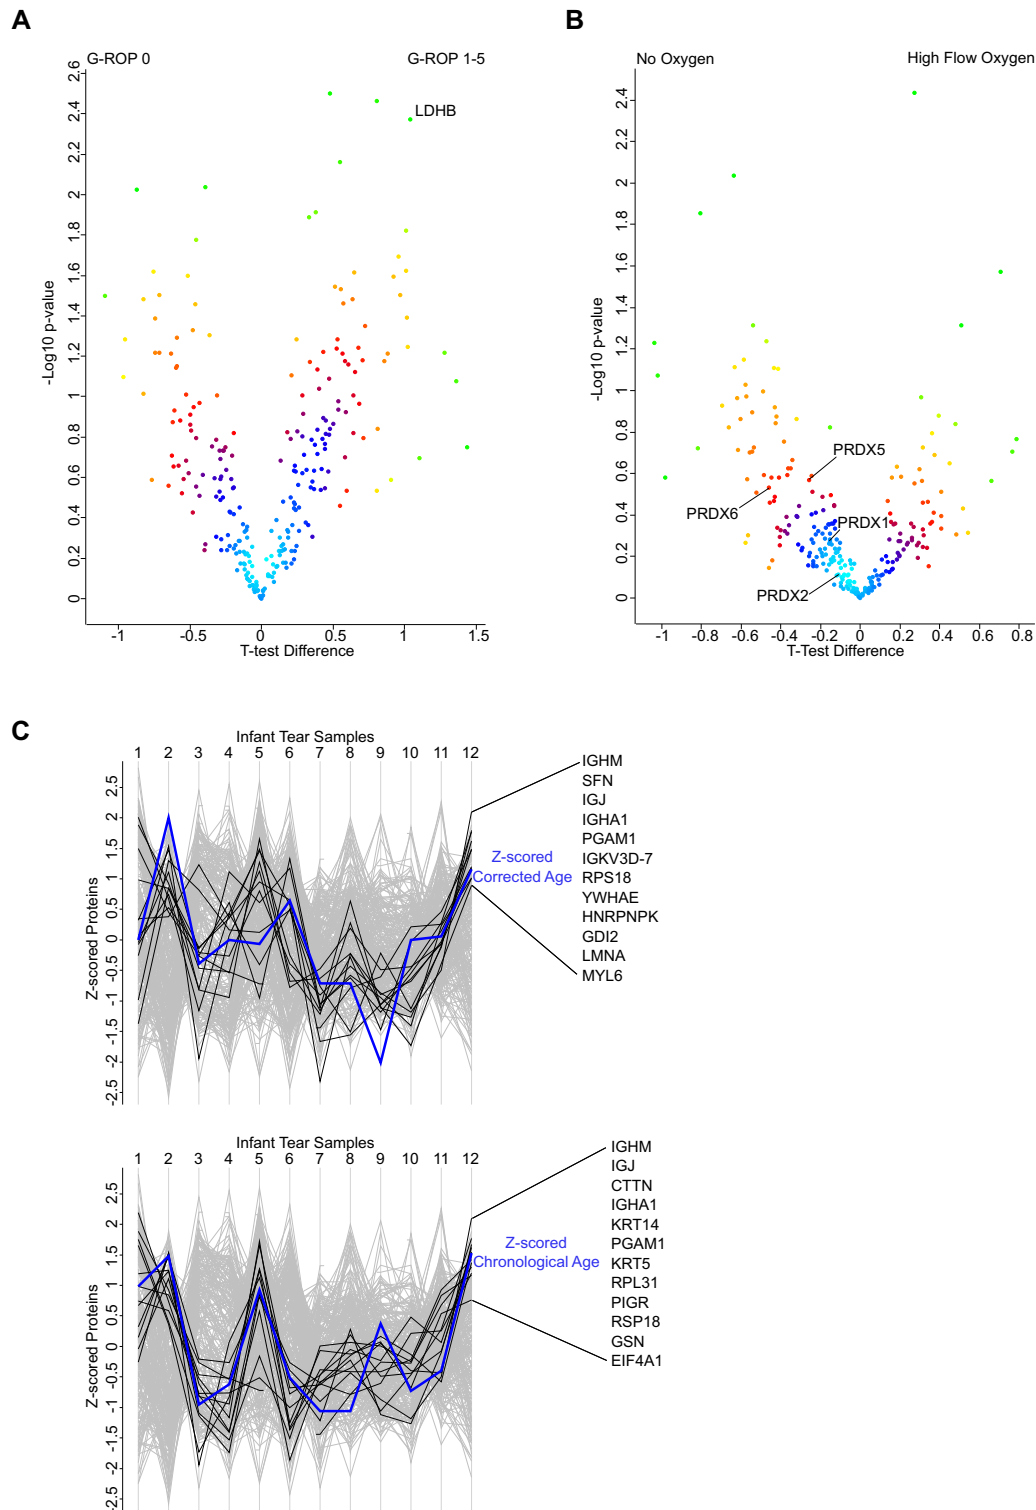 A
G-ROP 0
G-ROP 1-5
LDHB
-Log10 p-value
0
0.2
0.4
0.6
0.8
1
1.2
1.4
1.6
1.8
2
2.2
2.4
2.6
-1
-0.5
0
0.5
1
1.5
T-test Difference
B
No Oxygen
High Flow Oxygen
-Log10 p-value
0
0.2
0.4
0.6
0.8
1
1.2
1.4
1.6
1.8
2
2.2
2.4
PRDX5
PRDX6
PRDX1
PRDX2
-1
-0.8
-0.6
-0.4
-0.2
0
0.2
0.4
0.6
0.8
T-Test Difference
C
Infant Tear Samples
1 2 3 4 5 6 7 8 9 10 11 12
Z-scored Proteins
2.5
2
1.5
1
0.5
0
-0.5
-1
-1.5
-2
-2.5
Z-scored
Corrected Age
IGHM
SFN
IGJ
IGHA1
PGAM1
IGKV3D-7
RPS18
YWHAE
HNRPNPK
GDI2
LMNA
MYL6
Infant Tear Samples
1 2 3 4 5 6 7 8 9 10 11 12
Z-scored Proteins
2.5
2
1.5
1
0.5
0
-0.5
-1
-1.5
-2
-2.5
Z-scored
Chronological Age
IGHM
IGJ
CTTN
IGHA1
KRT14
PGAM1
KRT5
RPL31
PIGR
RSP18
GSN
EIF4A1